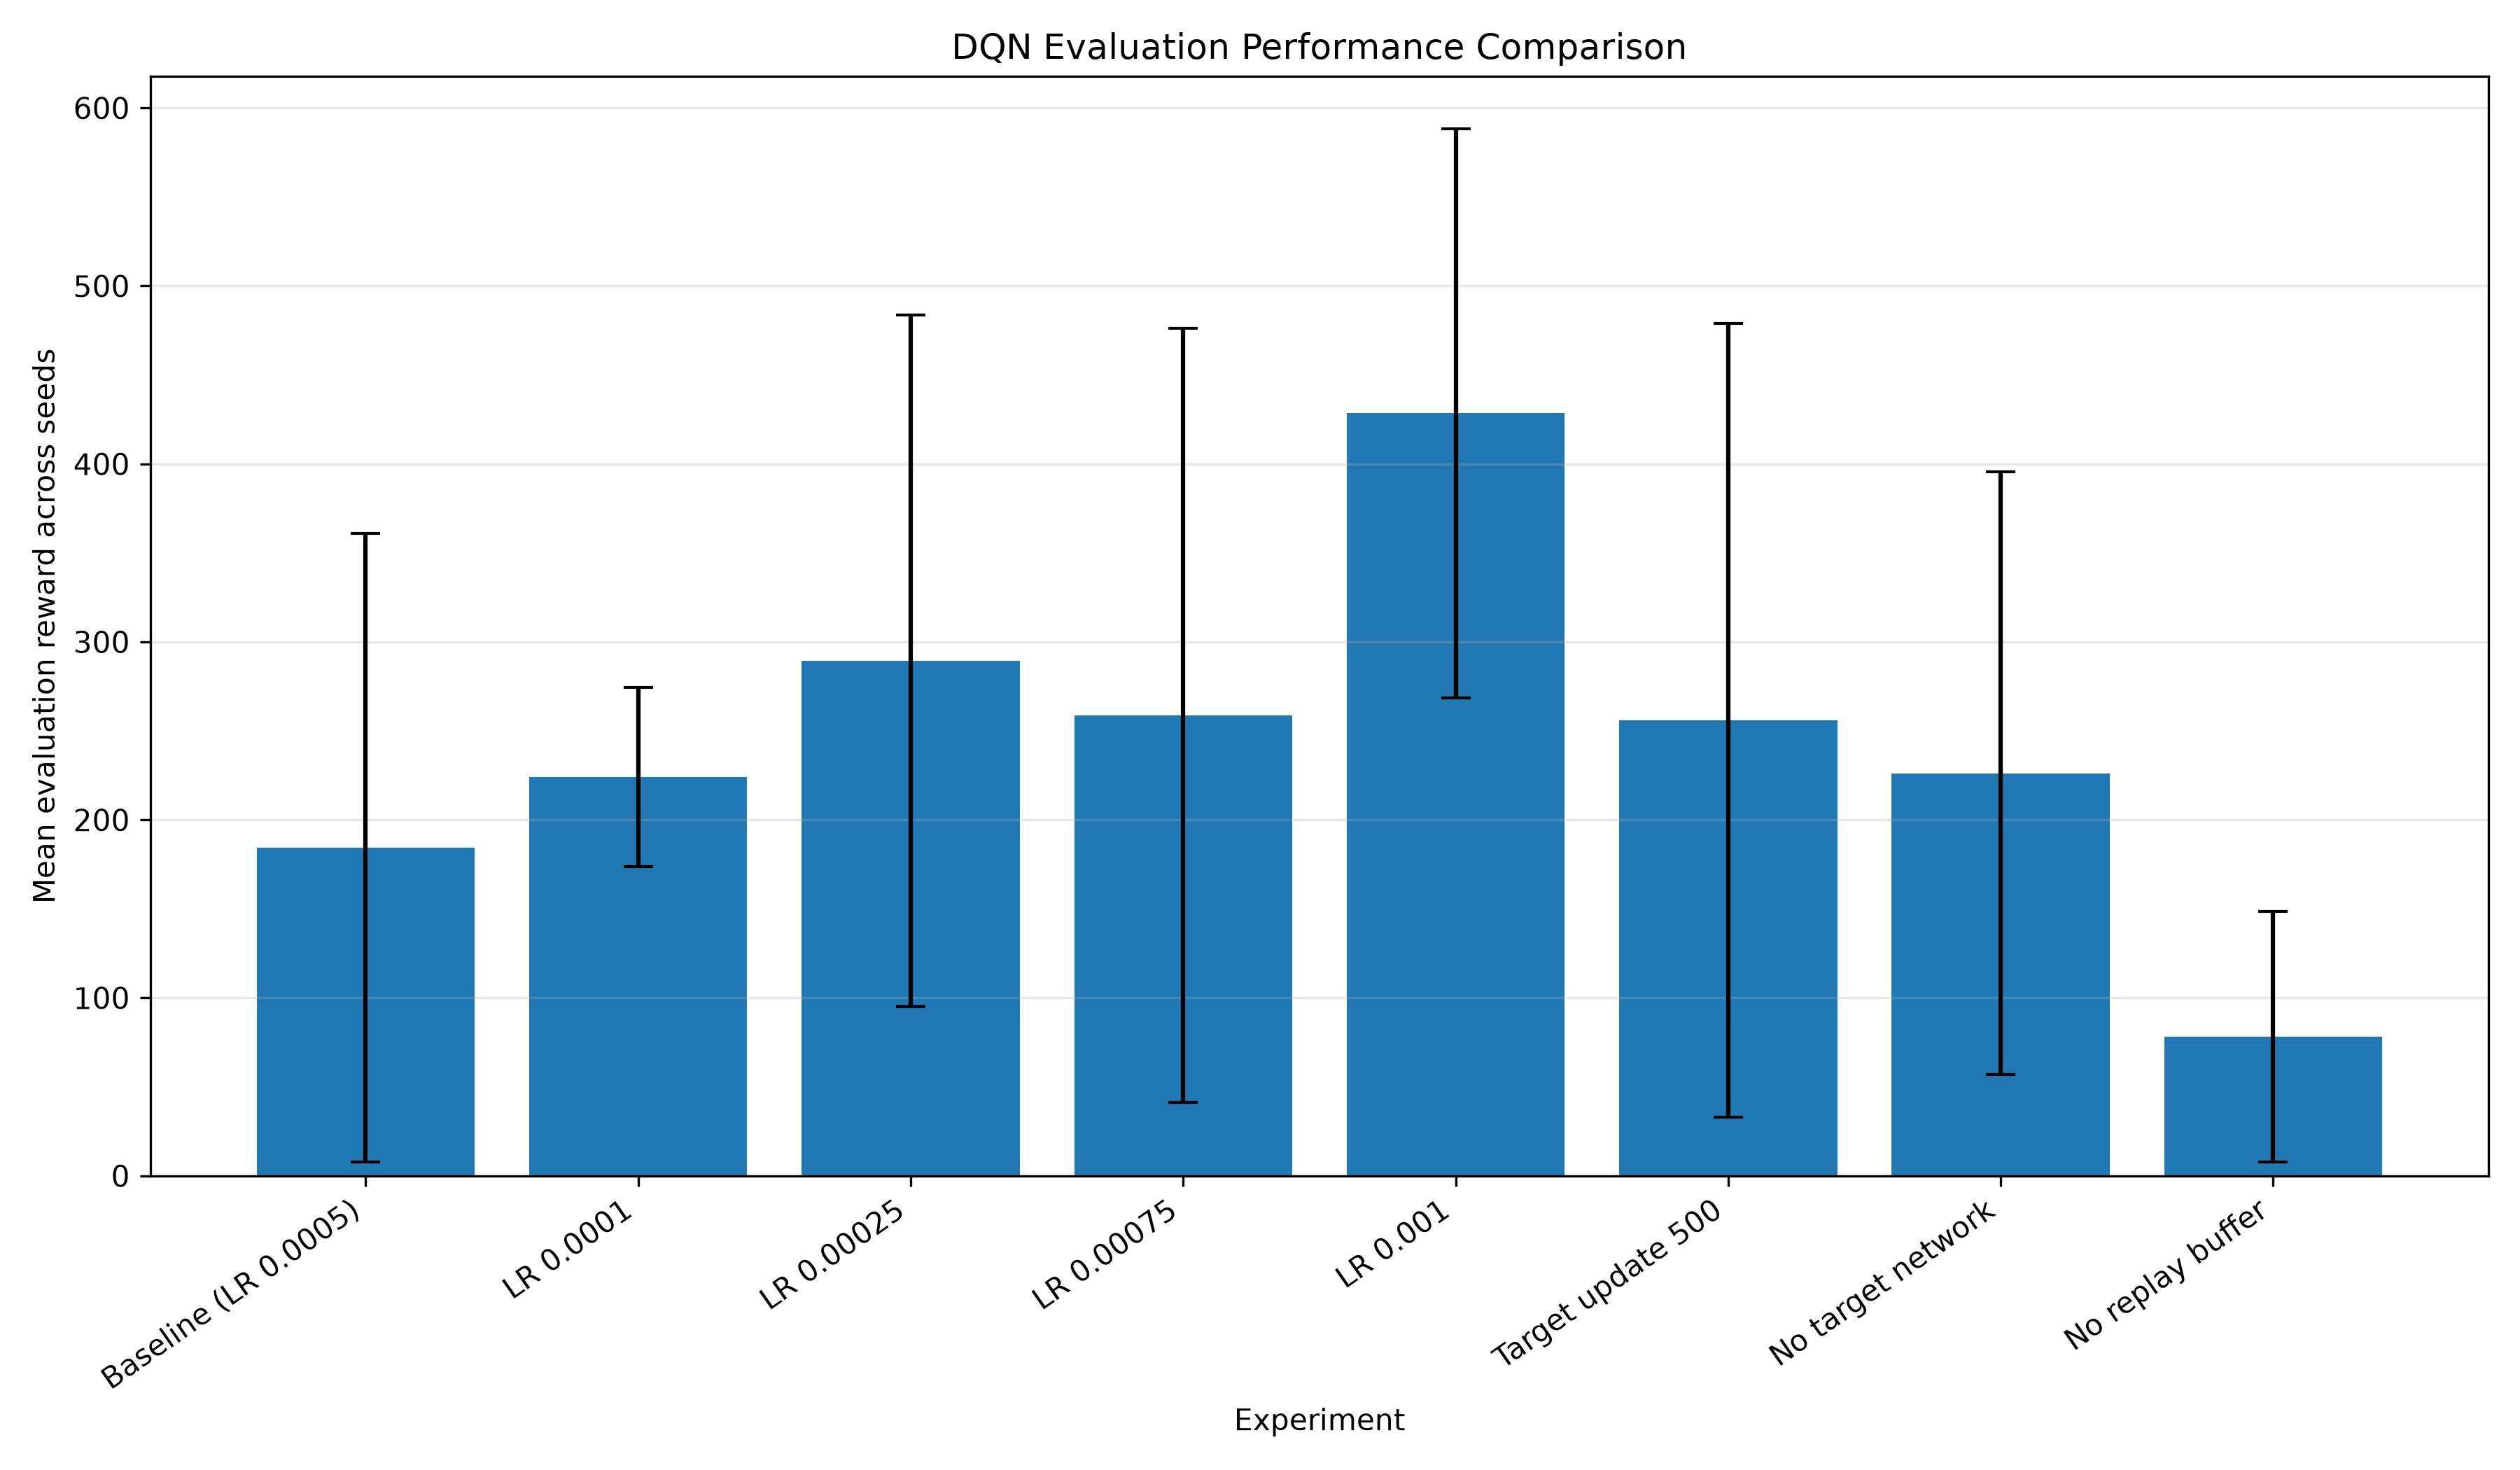 DQN Evaluation Performance Comparison
Mean evaluation reward across seeds
600
500
400
300
200
100
0
Baseline (LR 0.0005)
LR 0.0001
LR 0.00025
LR 0.00075
LR 0.001
Target update 500
No target network
No replay buffer
Experiment